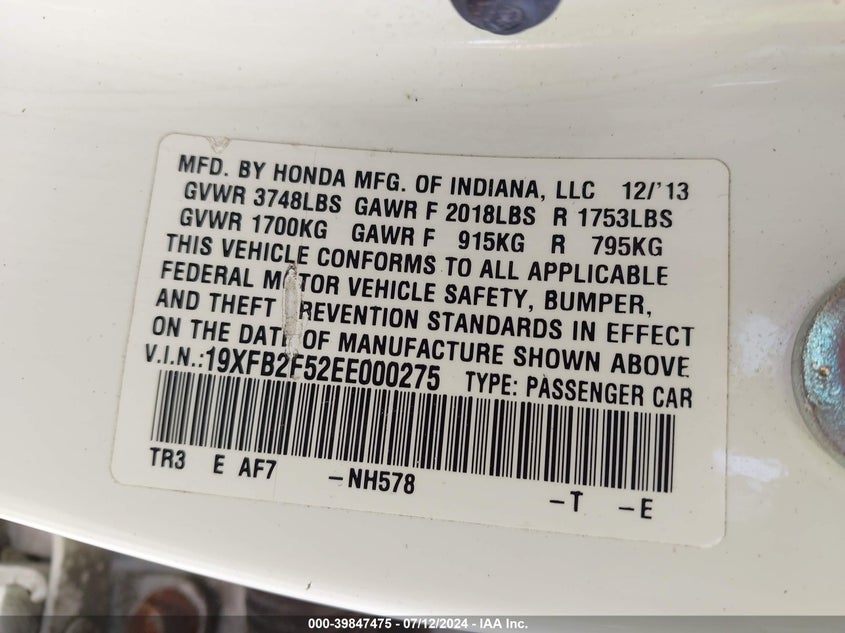 MFD. BY HONDA MFG. OF INDIANA, LLC 12/'13
GVWR 3748LBS GAWR F 2018LBS R 1753LBS
GVWR 1700KG GAWR F 915KG R 795KG
THIS VEHICLE CONFORMS TO ALL APPLICABLE
FEDERAL MOTOR VEHICLE SAFETY, BUMPER,
AND THEFT PREVENTION STANDARDS IN EFFECT
ON THE DATE OF MANUFACTURE SHOWN ABOVE
V.I.N.:19XFB2F52EE000275 TYPE: PASSENGER CAR
TR3 E AF7 -NH578 -T -E
000-39847475 - 07/12/2024 - IAA Inc.